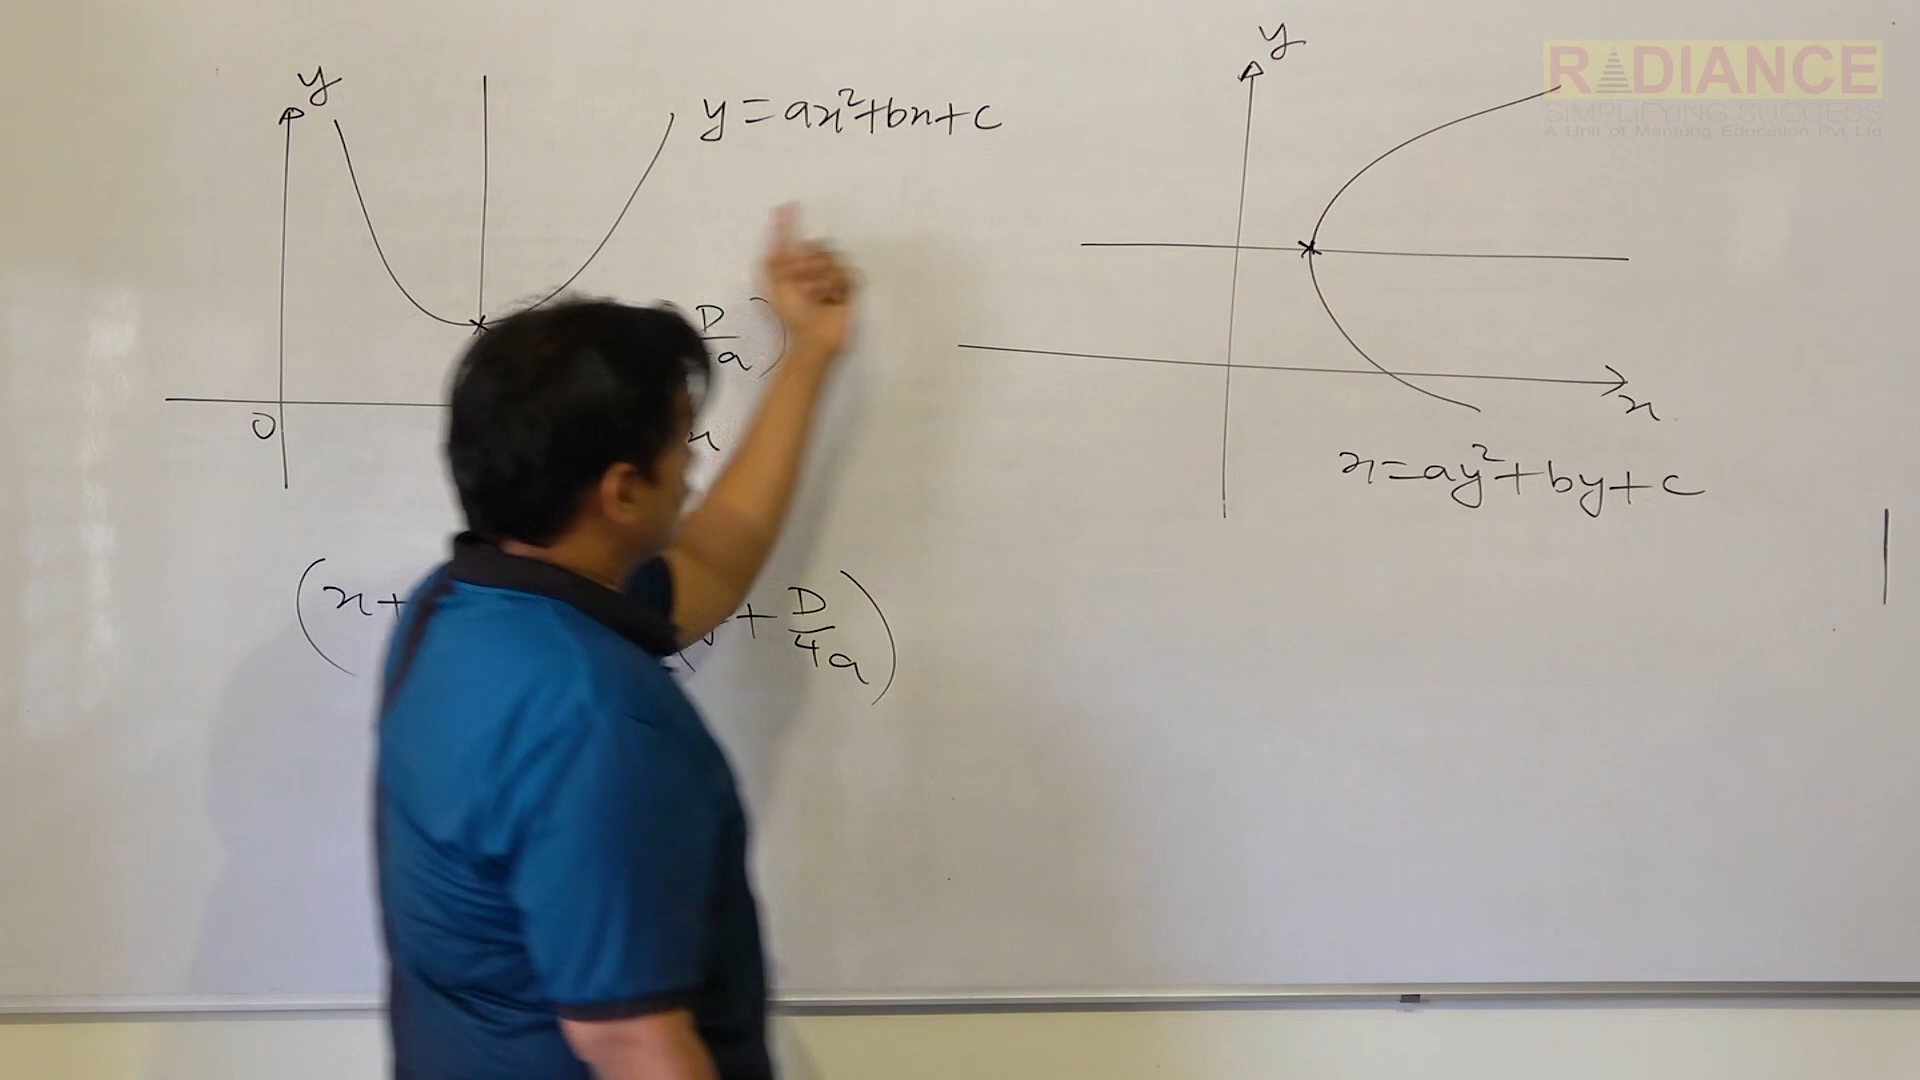 y
y = ax²+bx+c
D
a )
0
x
( x+
+ D/4a )
y
x
x=ay²+by+c
RADIANCE
SIMPLIFYING SUCCESS
A Unit of Mantung Education Pvt Ltd